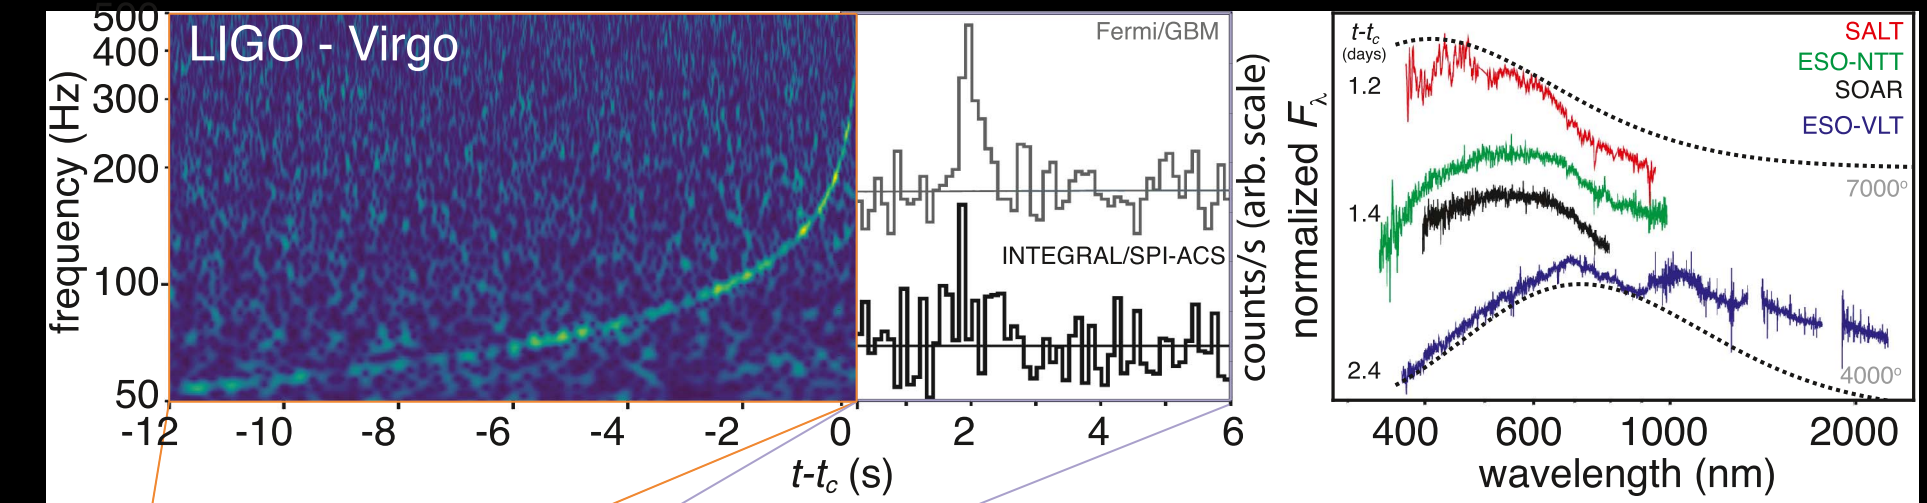 LIGO - Virgo
frequency (Hz)
500
400
300
200
100
50
-12 -10 -8 -6 -4 -2 0 2 4 6
t-tc (s)
Fermi/GBM
INTEGRAL/SPI-ACS
counts/s (arb. scale)
normalized Fλ
t-tc
(days)
1.2
1.4
2.4
SALT
ESO-NTT
SOAR
ESO-VLT
7000°
4000°
400 600 1000 2000
wavelength (nm)